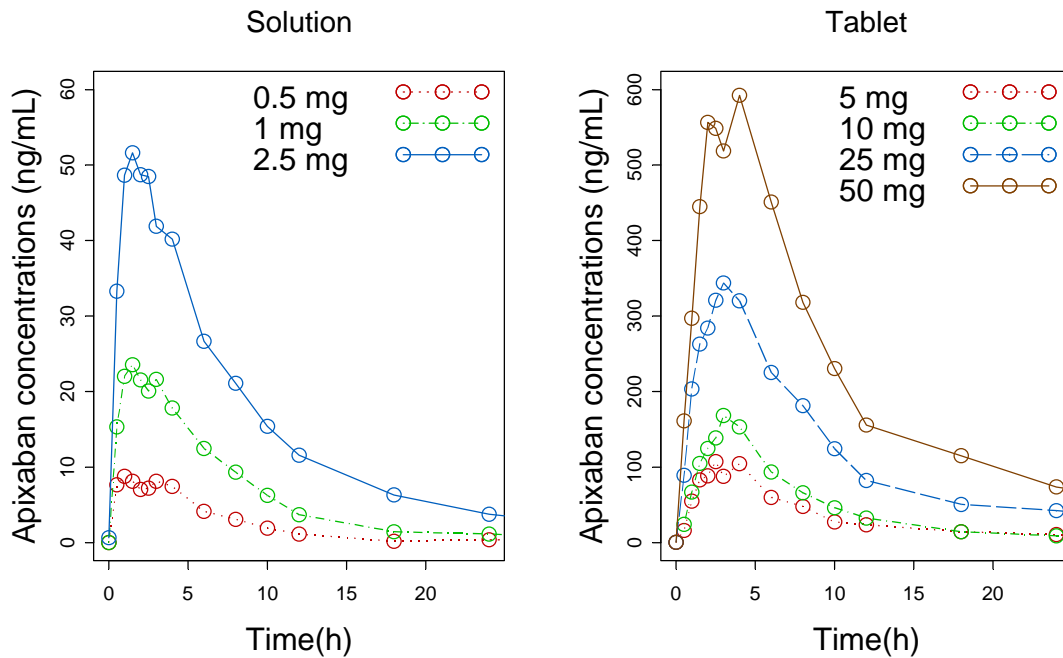 Solution
Apixaban concentrations (ng/mL)
60
50
40
30
20
10
0
0.5 mg
1 mg
2.5 mg
0 5 10 15 20
Time(h)
Tablet
Apixaban concentrations (ng/mL)
600
500
400
300
200
100
0
5 mg
10 mg
25 mg
50 mg
0 5 10 15 20
Time(h)